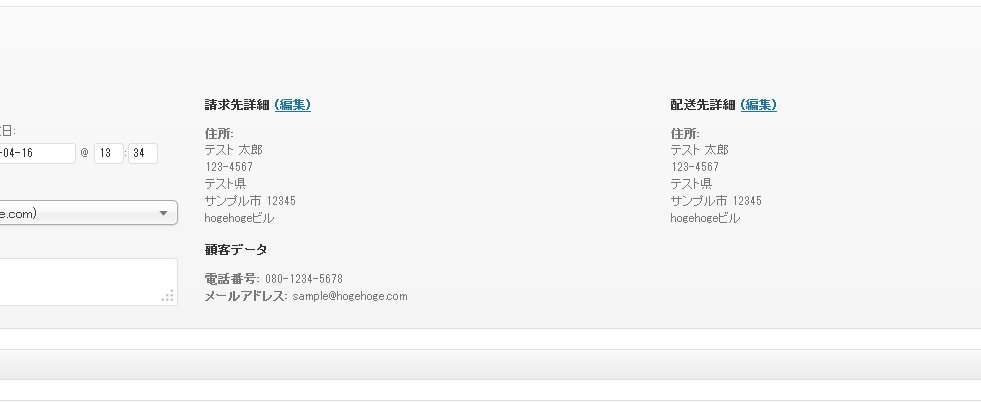 請求先詳細 (編集)
配送先詳細 (編集)
日:
-04-16 @ 13 : 34
e.com)
住所:
テスト 太郎
123-4567
テスト県
サンプル市 12345
hogehogeビル
顧客データ
電話番号: 080-1234-5678
メールアドレス: sample@hogehoge.com
住所:
テスト 太郎
123-4567
テスト県
サンプル市 12345
hogehogeビル